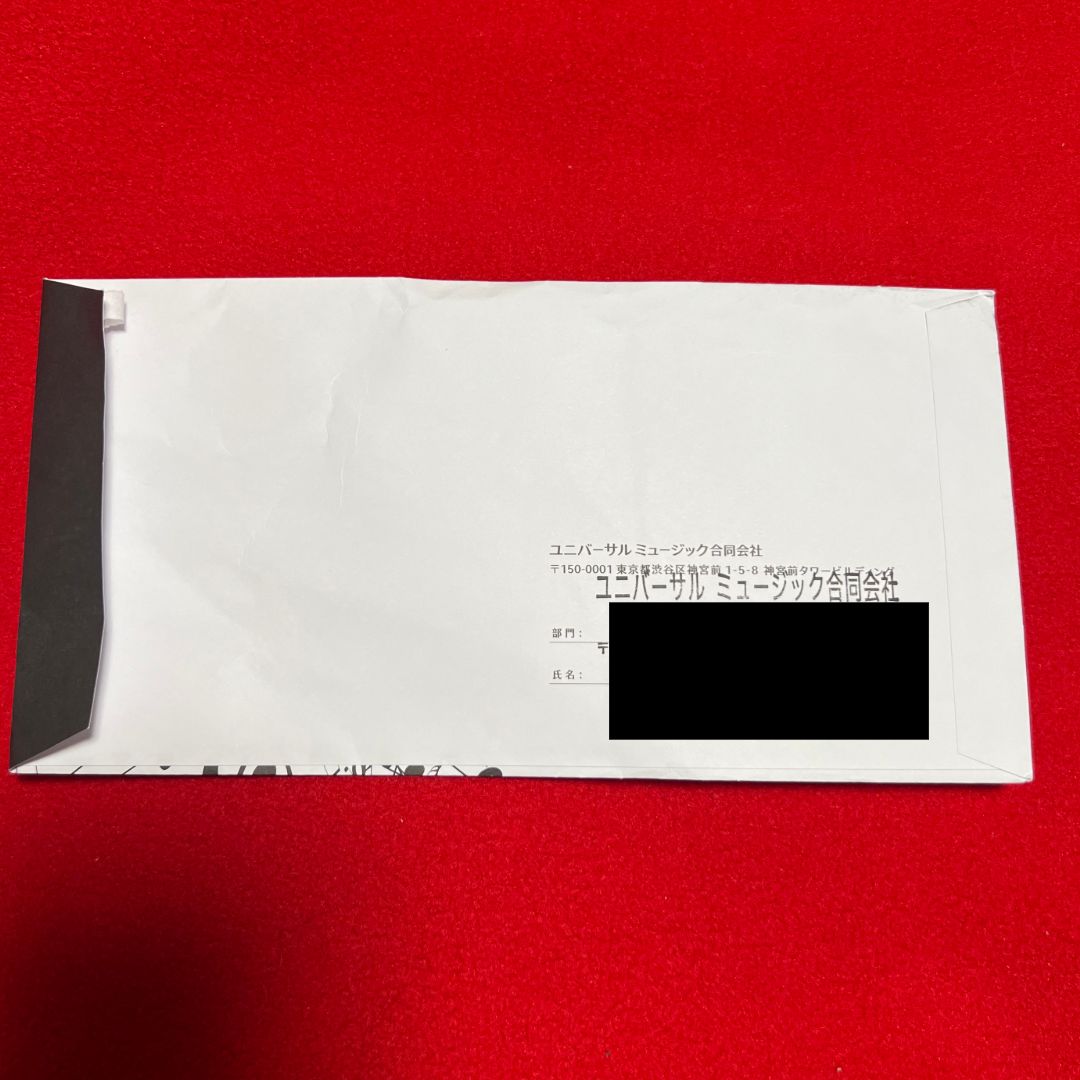 ユニバーサル ミュージック合同会社
〒150-0001 東京都渋谷区神宮前 1-5-8 神宮前タワービルディング
ユニバーサル ミュージック合同会社
部門：
〒
氏名：